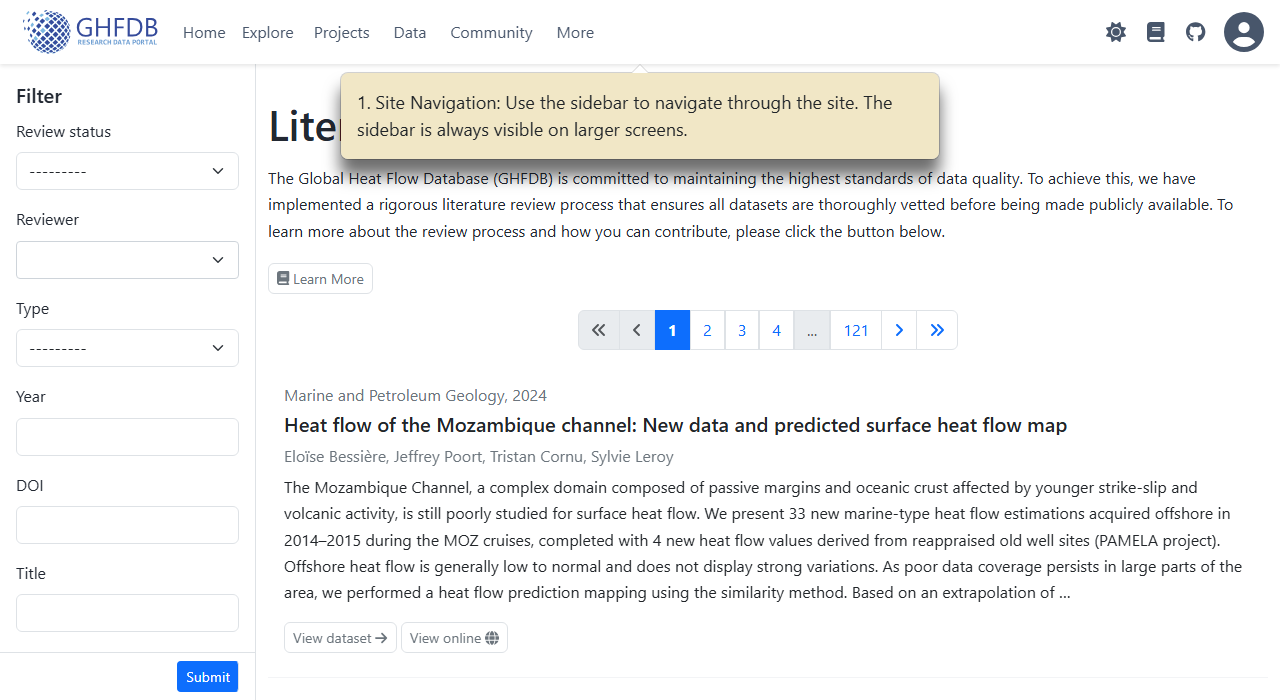 GHFDB
RESEARCH DATA PORTAL
Home Explore Projects Data Community More
1. Site Navigation: Use the sidebar to navigate through the site. The
sidebar is always visible on larger screens.
Filter
Review status
---------
Reviewer
Type
---------
Year
DOI
Title
Submit
The Global Heat Flow Database (GHFDB) is committed to maintaining the highest standards of data quality. To achieve this, we have
implemented a rigorous literature review process that ensures all datasets are thoroughly vetted before being made publicly available. To
learn more about the review process and how you can contribute, please click the button below.
Learn More
« ‹ 1 2 3 4 ... 121 › »
Marine and Petroleum Geology, 2024
Heat flow of the Mozambique channel: New data and predicted surface heat flow map
Eloïse Bessière, Jeffrey Poort, Tristan Cornu, Sylvie Leroy
The Mozambique Channel, a complex domain composed of passive margins and oceanic crust affected by younger strike-slip and
volcanic activity, is still poorly studied for surface heat flow. We present 33 new marine-type heat flow estimations acquired offshore in
2014–2015 during the MOZ cruises, completed with 4 new heat flow values derived from reappraised old well sites (PAMELA project).
Offshore heat flow is generally low to normal and does not display strong variations. As poor data coverage persists in large parts of the
area, we performed a heat flow prediction mapping using the similarity method. Based on an extrapolation of …
View dataset View online